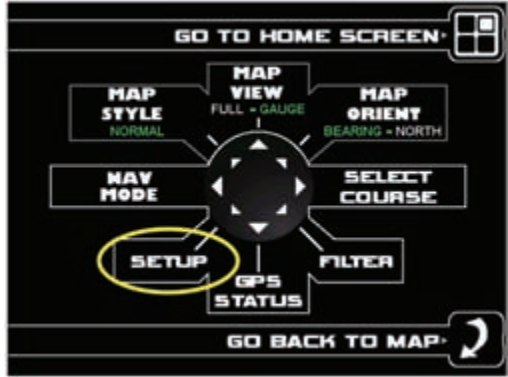 GO TO HOME SCREEN
MAP
VIEW
FULL - GAUGE
MAP
STYLE
NORMAL
MAP
ORIENT
BEARING - NORTH
NAV
MODE
SELECT
COURSE
SETUP
FILTER
GPS
STATUS
GO BACK TO MAP